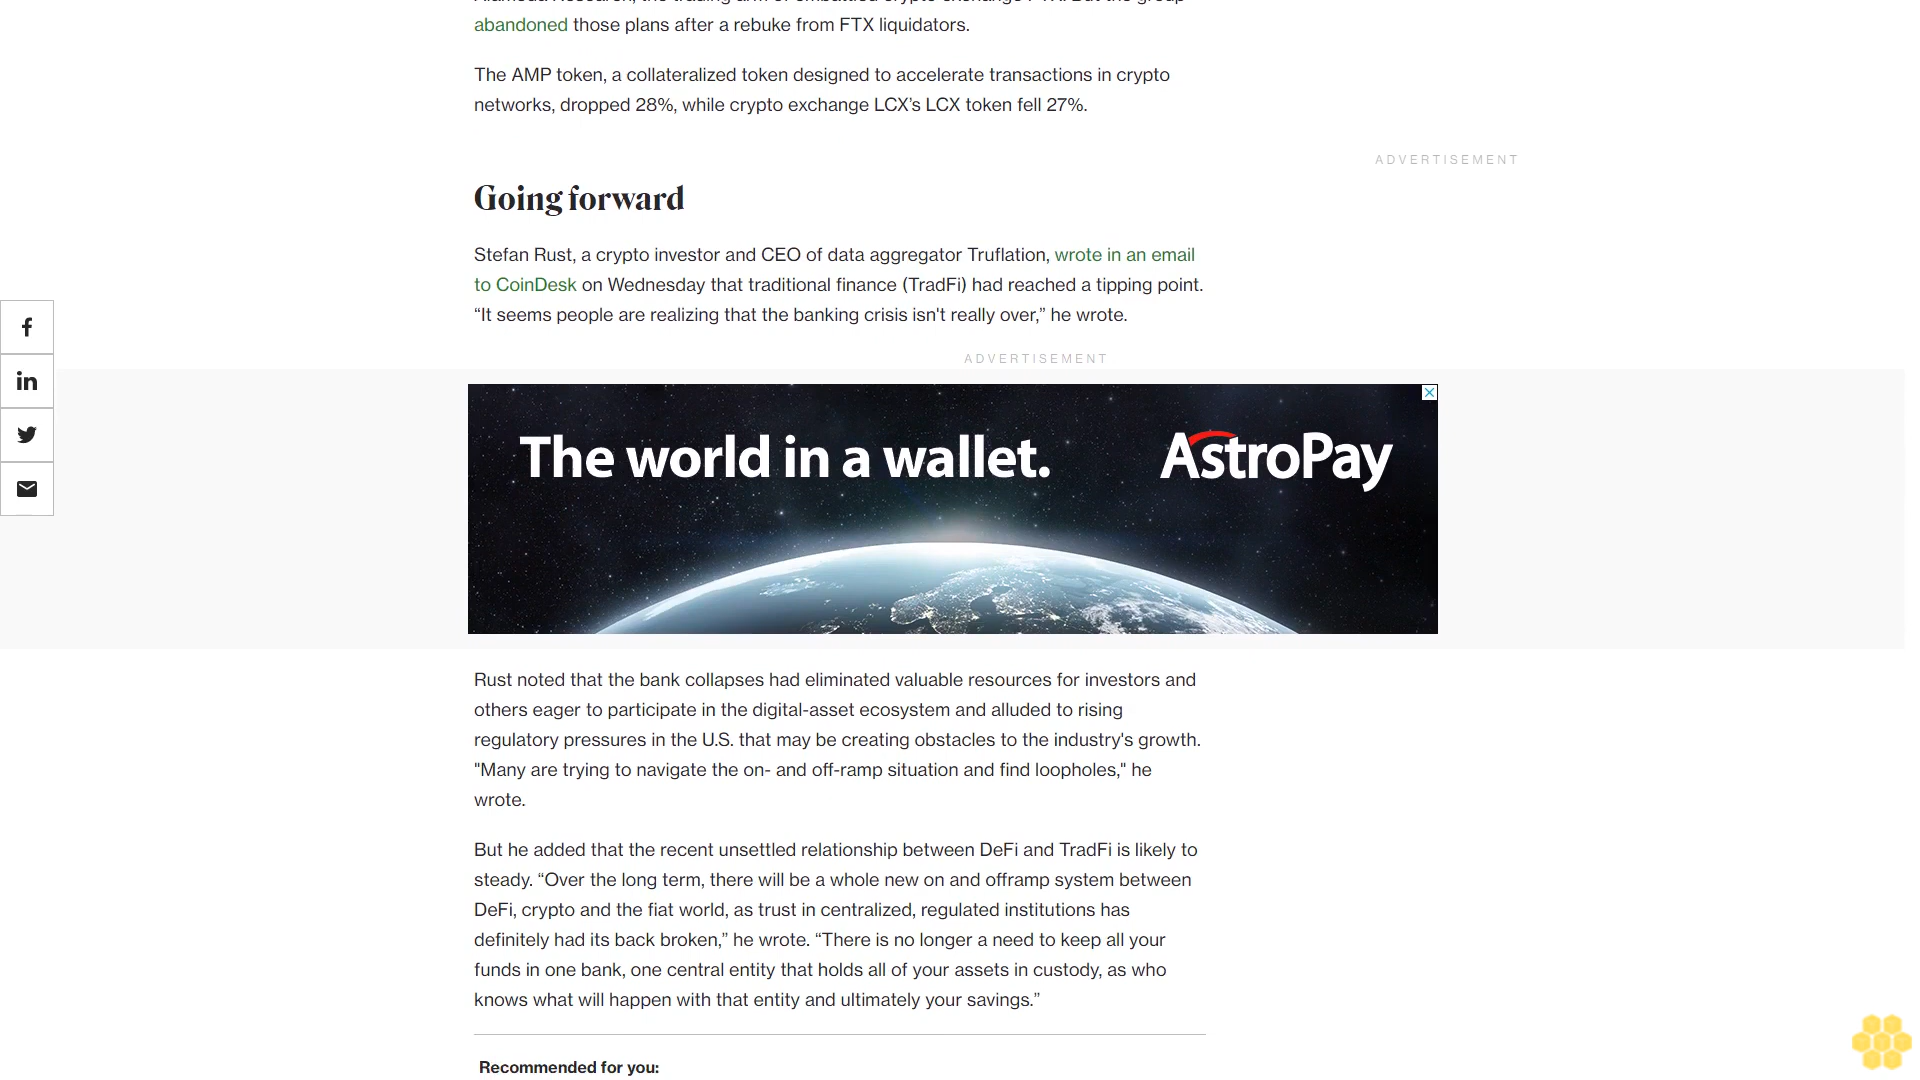 abandoned those plans after a rebuke from FTX liquidators.
The AMP token, a collateralized token designed to accelerate transactions in crypto
networks, dropped 28%, while crypto exchange LCX’s LCX token fell 27%.
ADVERTISEMENT
Going forward
Stefan Rust, a crypto investor and CEO of data aggregator Truflation, wrote in an email
to CoinDesk on Wednesday that traditional finance (TradFi) had reached a tipping point.
“It seems people are realizing that the banking crisis isn't really over,” he wrote.
ADVERTISEMENT
The world in a wallet.
AstroPay
Rust noted that the bank collapses had eliminated valuable resources for investors and
others eager to participate in the digital-asset ecosystem and alluded to rising
regulatory pressures in the U.S. that may be creating obstacles to the industry's growth.
"Many are trying to navigate the on- and off-ramp situation and find loopholes," he
wrote.
But he added that the recent unsettled relationship between DeFi and TradFi is likely to
steady. “Over the long term, there will be a whole new on and offramp system between
DeFi, crypto and the fiat world, as trust in centralized, regulated institutions has
definitely had its back broken,” he wrote. “There is no longer a need to keep all your
funds in one bank, one central entity that holds all of your assets in custody, as who
knows what will happen with that entity and ultimately your savings.”
Recommended for you: